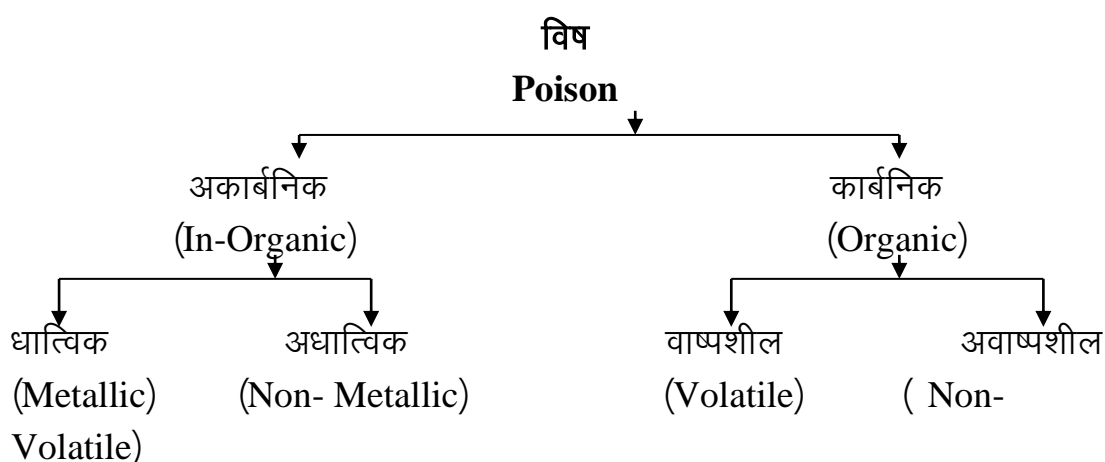 विष
Poison
अकार्बनिक कार्बनिक
(In-Organic) (Organic)
धात्विक अधात्विक वाष्पशील अवाष्पशील
(Metallic) (Non- Metallic) (Volatile) ( Non-
Volatile)